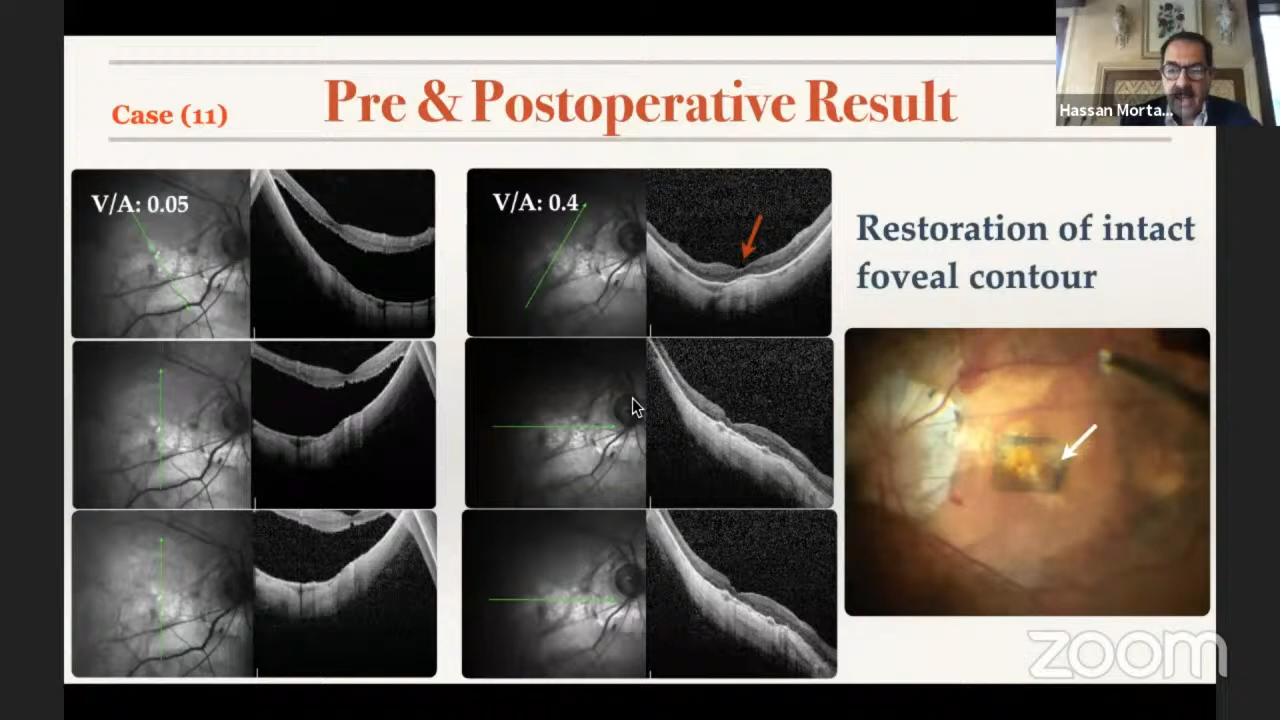 Case (11)
Pre & Postoperative Result
Hassan Morta...
V/A: 0.05
V/A: 0.4
Restoration of intact
foveal contour
zoom